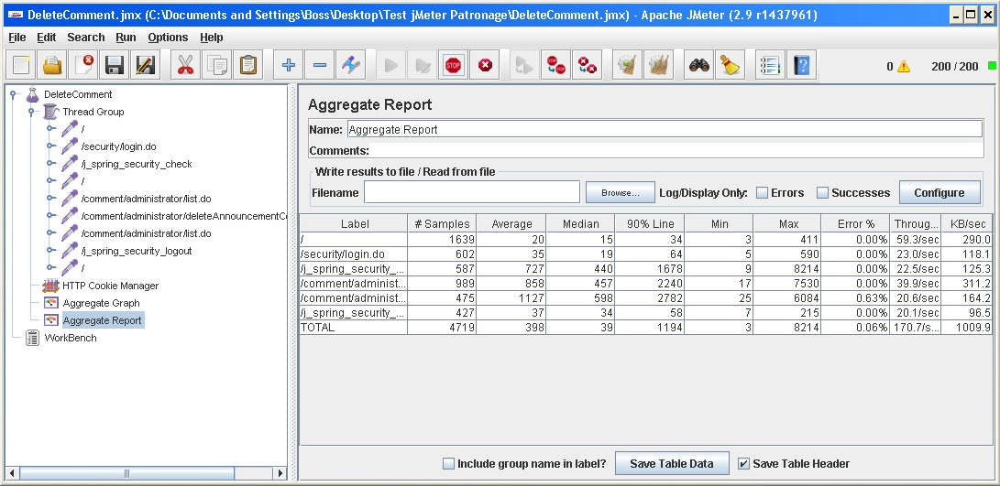 DeleteComment.jmx (C:\Documents and Settings\Boss\Desktop\Test jMeter Patronage\DeleteComment.jmx) - Apache JMeter (2.9 r1437961)
File Edit Search Run Options Help
STOP
0 200 / 200
DeleteComment
Thread Group
/
/security/login.do
/j_spring_security_check
/
/comment/administrator/list.do
/comment/administrator/deleteAnnouncementCo
/comment/administrator/list.do
/j_spring_security_logout
/
HTTP Cookie Manager
Aggregate Graph
Aggregate Report
WorkBench
Aggregate Report
Name: Aggregate Report
Comments:
Write results to file / Read from file
Filename Browse... Log/Display Only: Errors Successes Configure
Label # Samples Average Median 90% Line Min Max Error % Throug... KB/sec
/ 1639 20 15 34 3 411 0.00% 59.3/sec 290.0
/security/login.do 602 35 19 64 5 590 0.00% 23.0/sec 118.1
/j_spring_security_... 587 727 440 1678 9 8214 0.00% 22.5/sec 125.3
/comment/administ... 989 858 457 2240 17 7530 0.00% 39.9/sec 311.2
/comment/administ... 475 1127 598 2782 25 6084 0.63% 20.6/sec 164.2
/j_spring_security_... 427 37 34 58 7 215 0.00% 20.1/sec 96.5
TOTAL 4719 398 39 1194 3 8214 0.06% 170.7/s... 1009.9
Include group name in label? Save Table Data Save Table Header